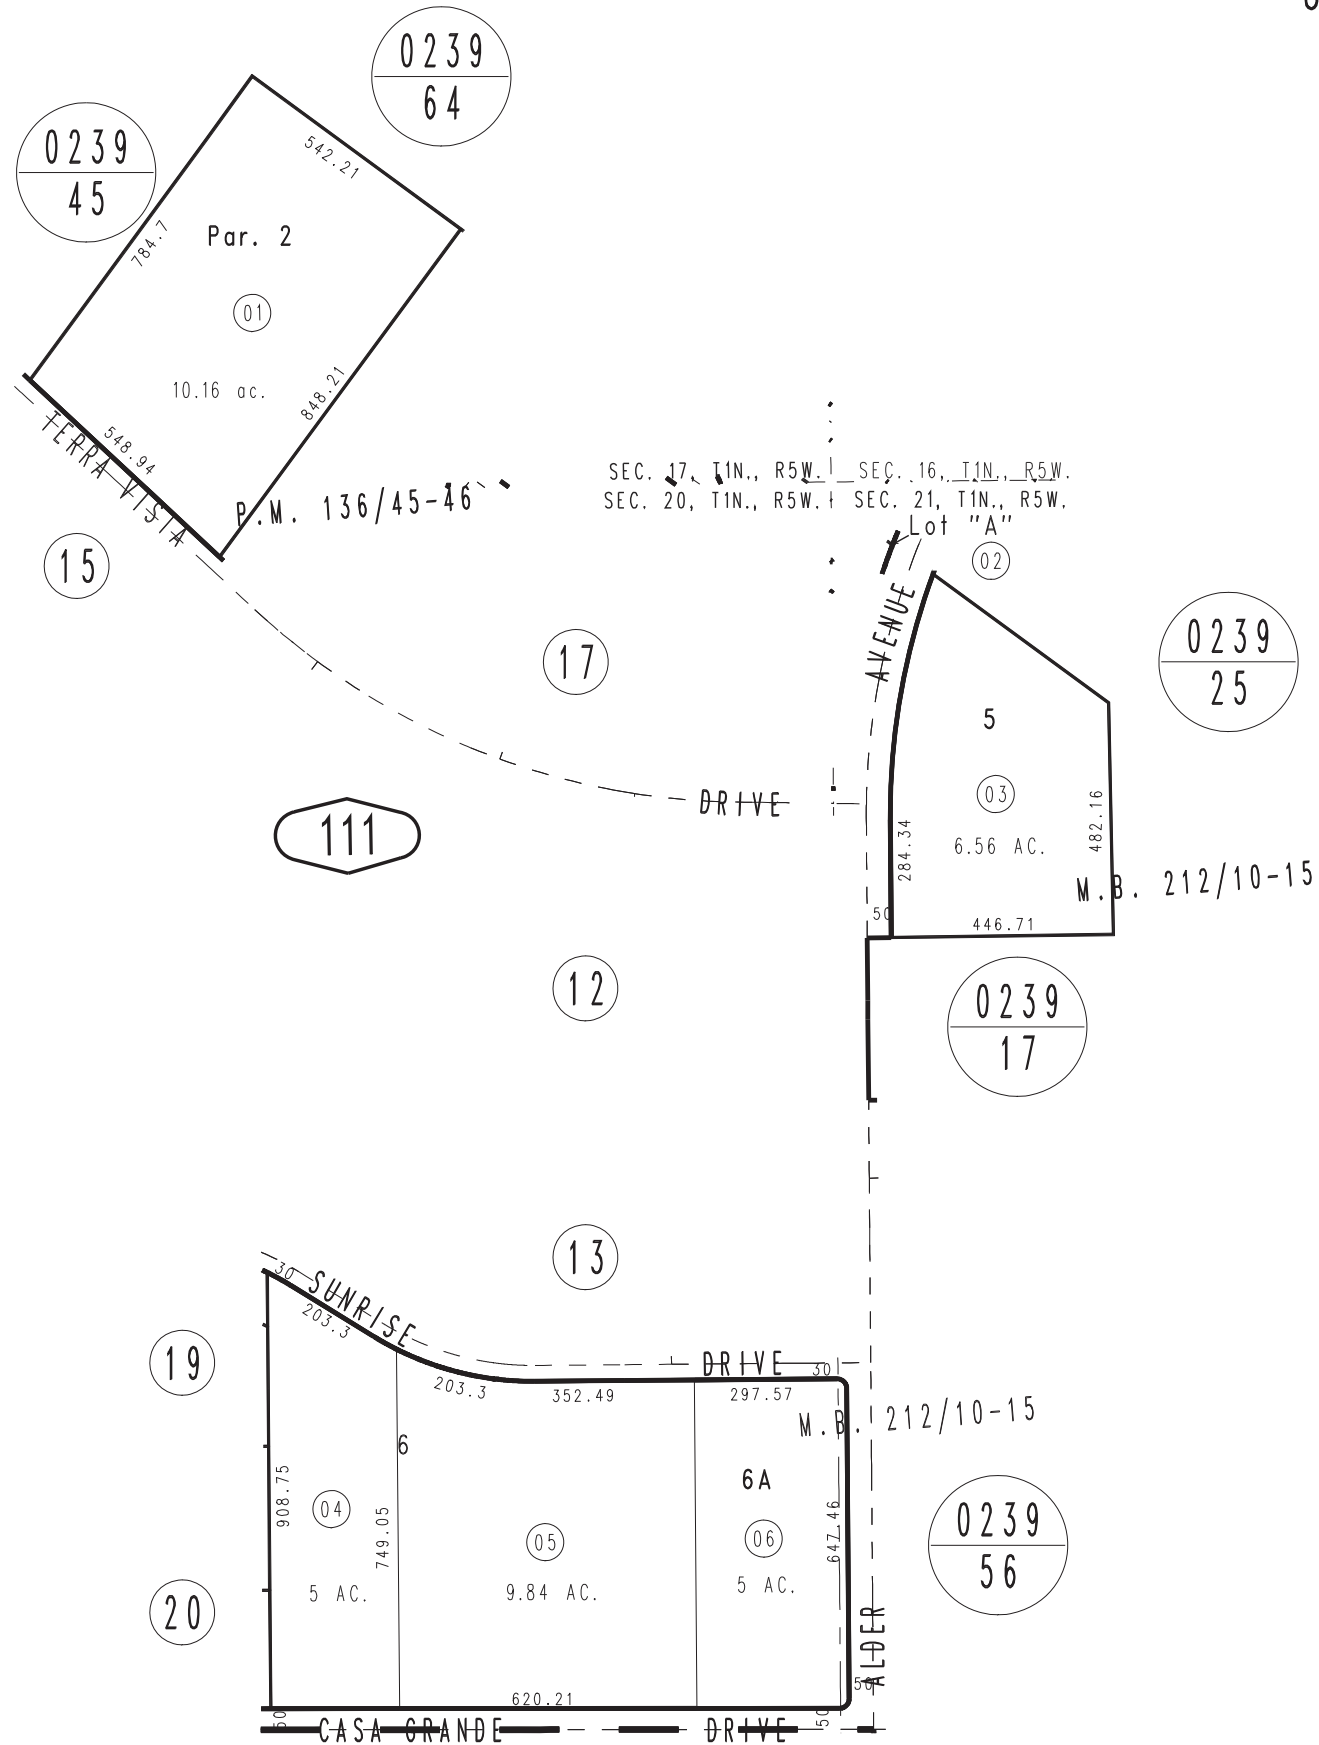 0239
64
0239
45
542.21
784.7
Par. 2
01
10.16 ac.
848.21
TERRA VISTA
548.94
P.M. 136/45-46
15
SEC. 17, T1N., R5W. SEC. 16, T1N., R5W.
SEC. 20, T1N., R5W. SEC. 21, T1N., R5W.
Lot "A"
02
AVENUE
17
0239
25
5
03
6.56 AC.
284.34
482.16
DRIVE
111
M.B. 212/10-15
50
446.71
12
0239
17
13
30
SUNRISE
203.3
19
DRIVE
30
203.3
352.49
297.57
M.B. 212/10-15
6
6A
908.75
04
749.05
05
06
647.46
5 AC.
9.84 AC.
5 AC.
0239
56
20
ALDER
50
620.21
50
50
CASA GRANDE DRIVE